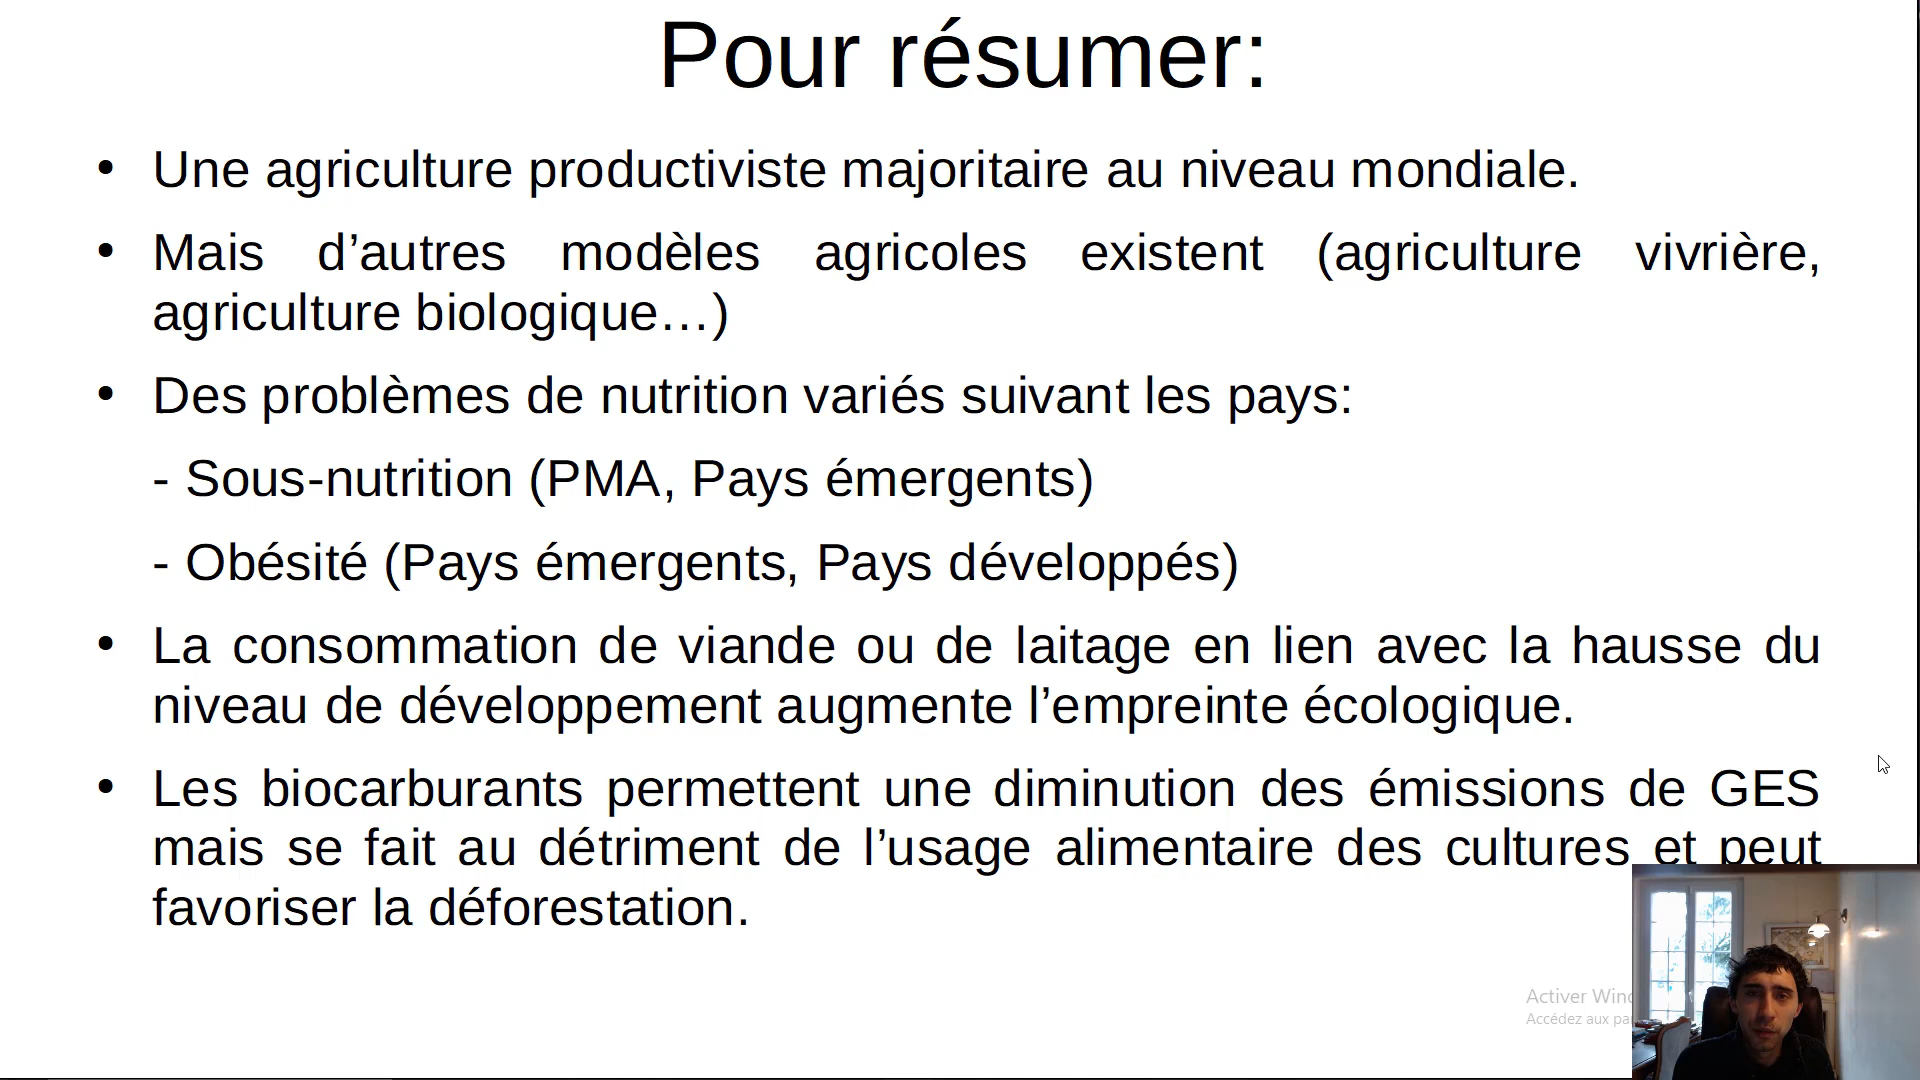 Pour résumer:
• Une agriculture productiviste majoritaire au niveau mondiale.
• Mais d’autres modèles agricoles existent (agriculture vivrière,
agriculture biologique…)
• Des problèmes de nutrition variés suivant les pays:
- Sous-nutrition (PMA, Pays émergents)
- Obésité (Pays émergents, Pays développés)
• La consommation de viande ou de laitage en lien avec la hausse du
niveau de développement augmente l’empreinte écologique.
• Les biocarburants permettent une diminution des émissions de GES
mais se fait au détriment de l’usage alimentaire des cultures et peut
favoriser la déforestation.
Activer
Accédez aux